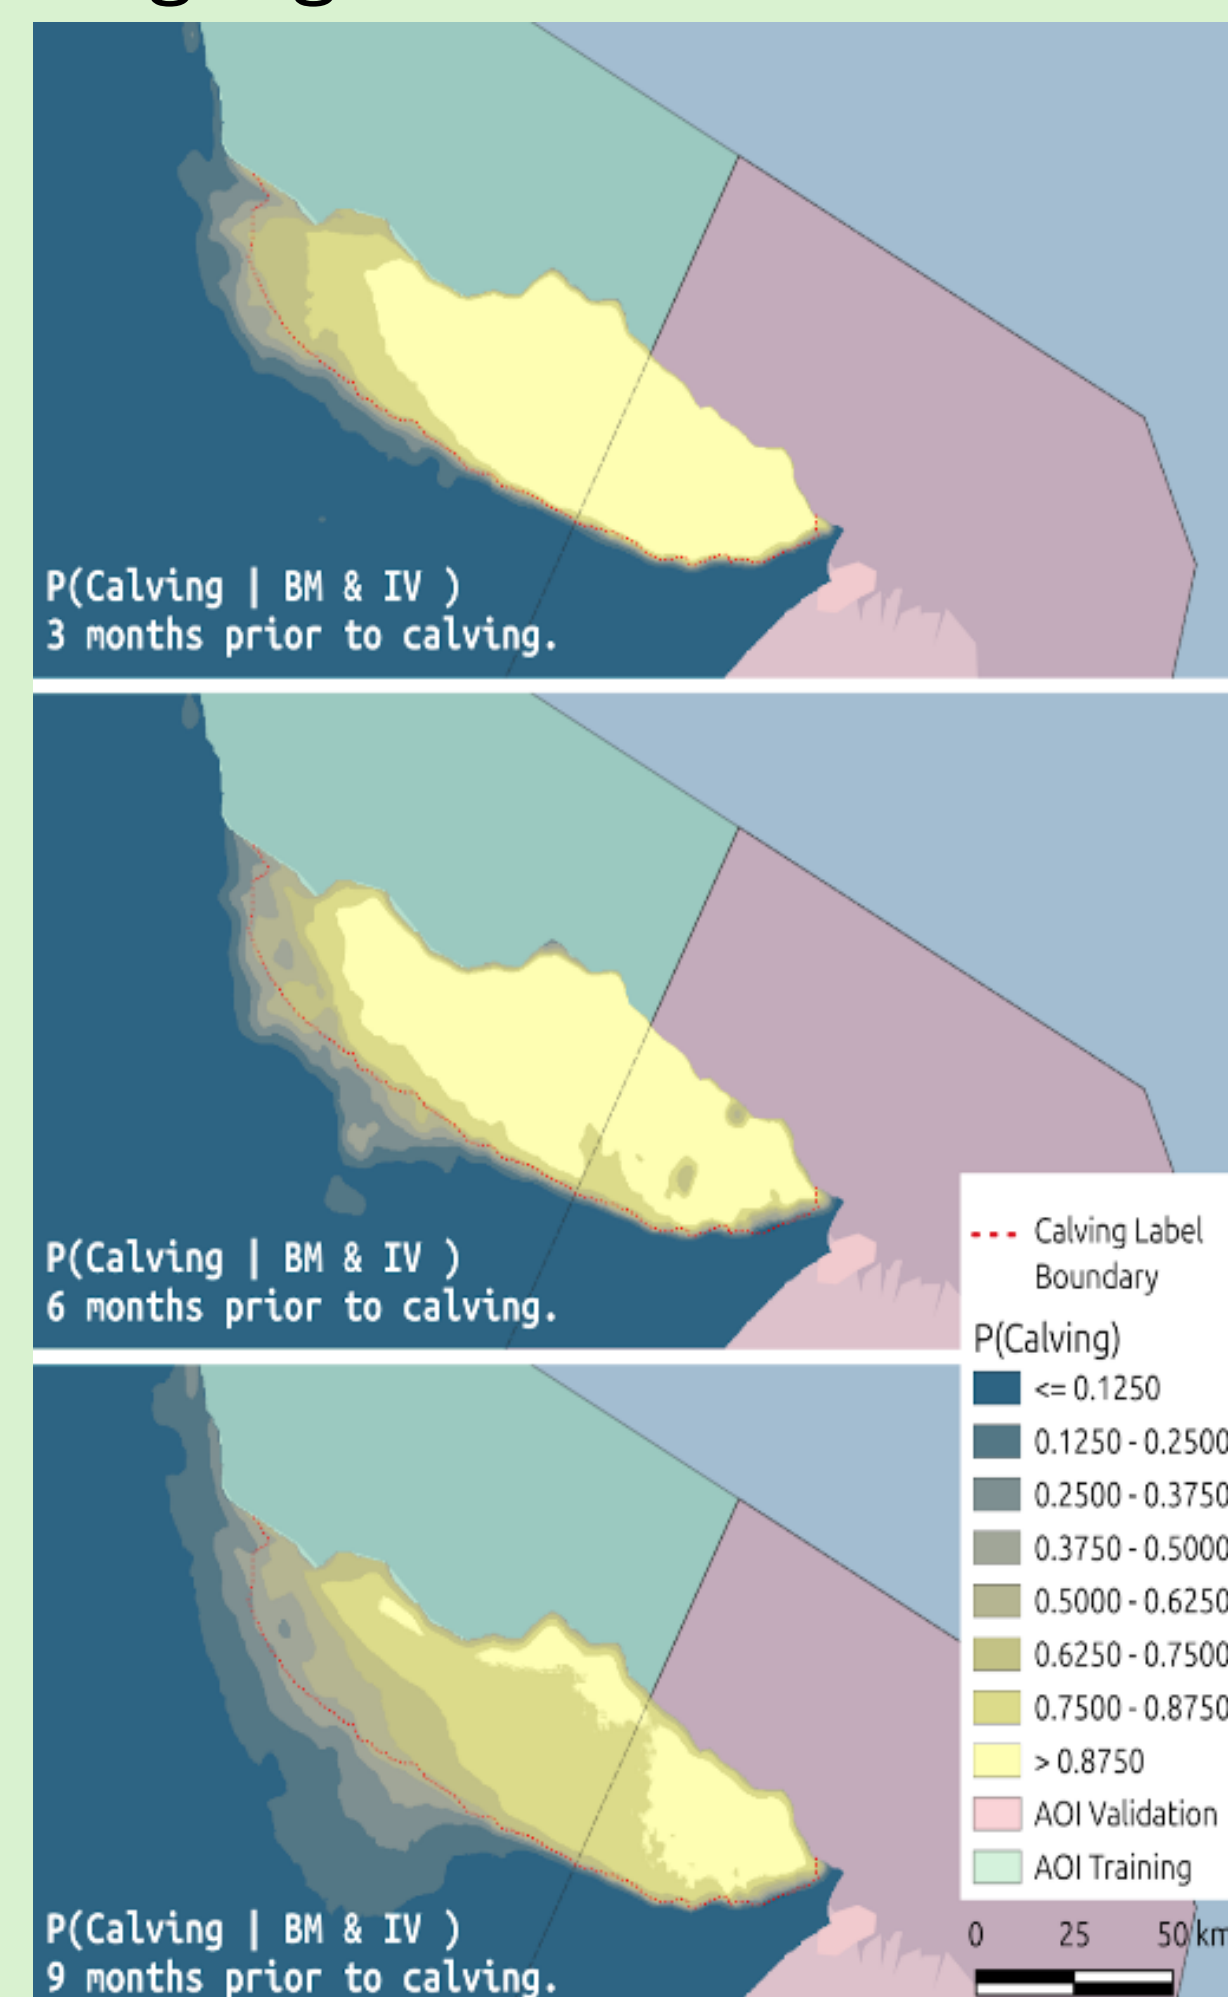 P(Calving | BM & IV )
3 months prior to calving.
P(Calving | BM & IV )
6 months prior to calving.
Calving Label
Boundary
P(Calving)
<= 0.1250
0.1250 - 0.2500
0.2500 - 0.3750
0.3750 - 0.5000
0.5000 - 0.6250
0.6250 - 0.7500
0.7500 - 0.8750
> 0.8750
AOI Validation
AOI Training
0 25 50 km
P(Calving | BM & IV )
9 months prior to calving.